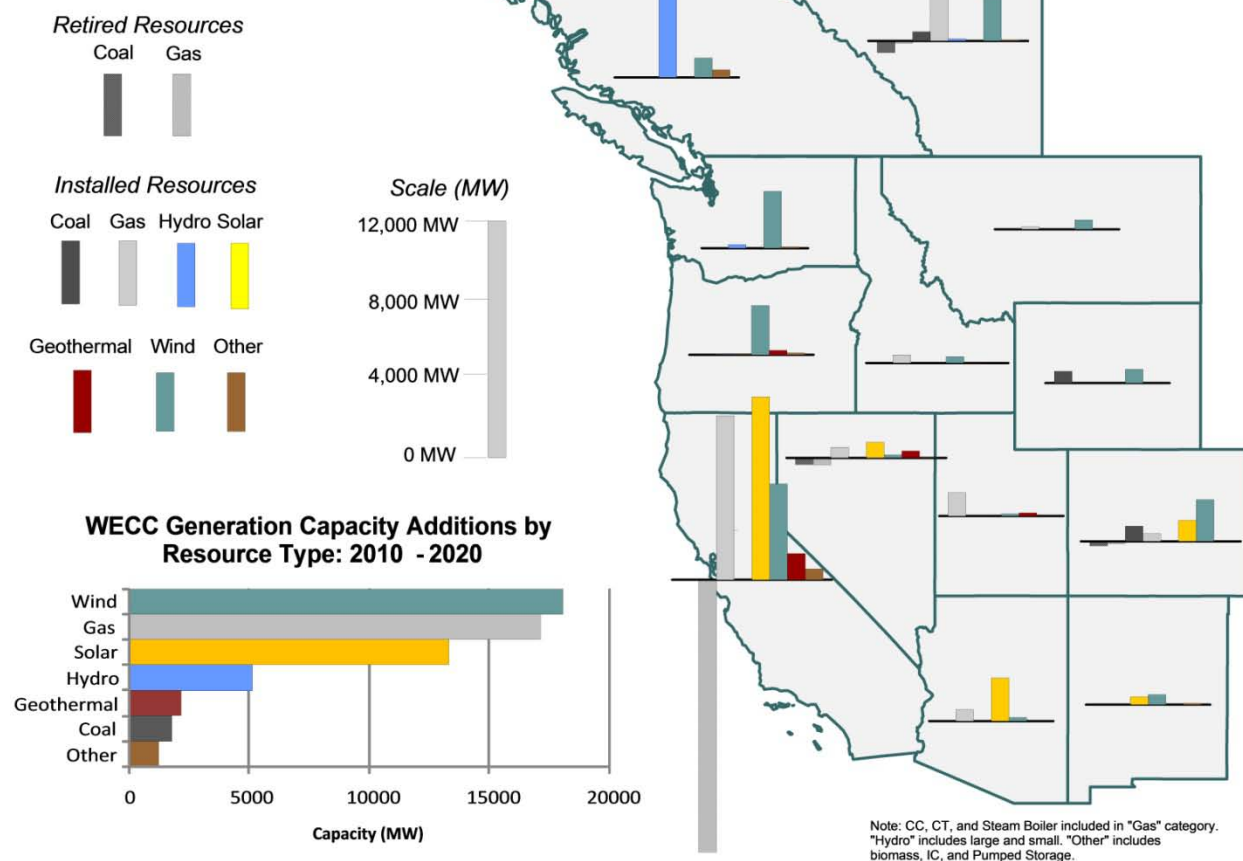 Retired Resources
Coal Gas
Installed Resources
Coal Gas Hydro Solar
Geothermal Wind Other
Scale (MW)
12,000 MW
8,000 MW
4,000 MW
0 MW
WECC Generation Capacity Additions by
Resource Type: 2010 - 2020
Wind
Gas
Solar
Hydro
Geothermal
Coal
Other
0 5000 10000 15000 20000
Capacity (MW)
Note: CC, CT, and Steam Boiler included in "Gas" category.
"Hydro" includes large and small. "Other" includes
biomass, IC, and Pumped Storage.